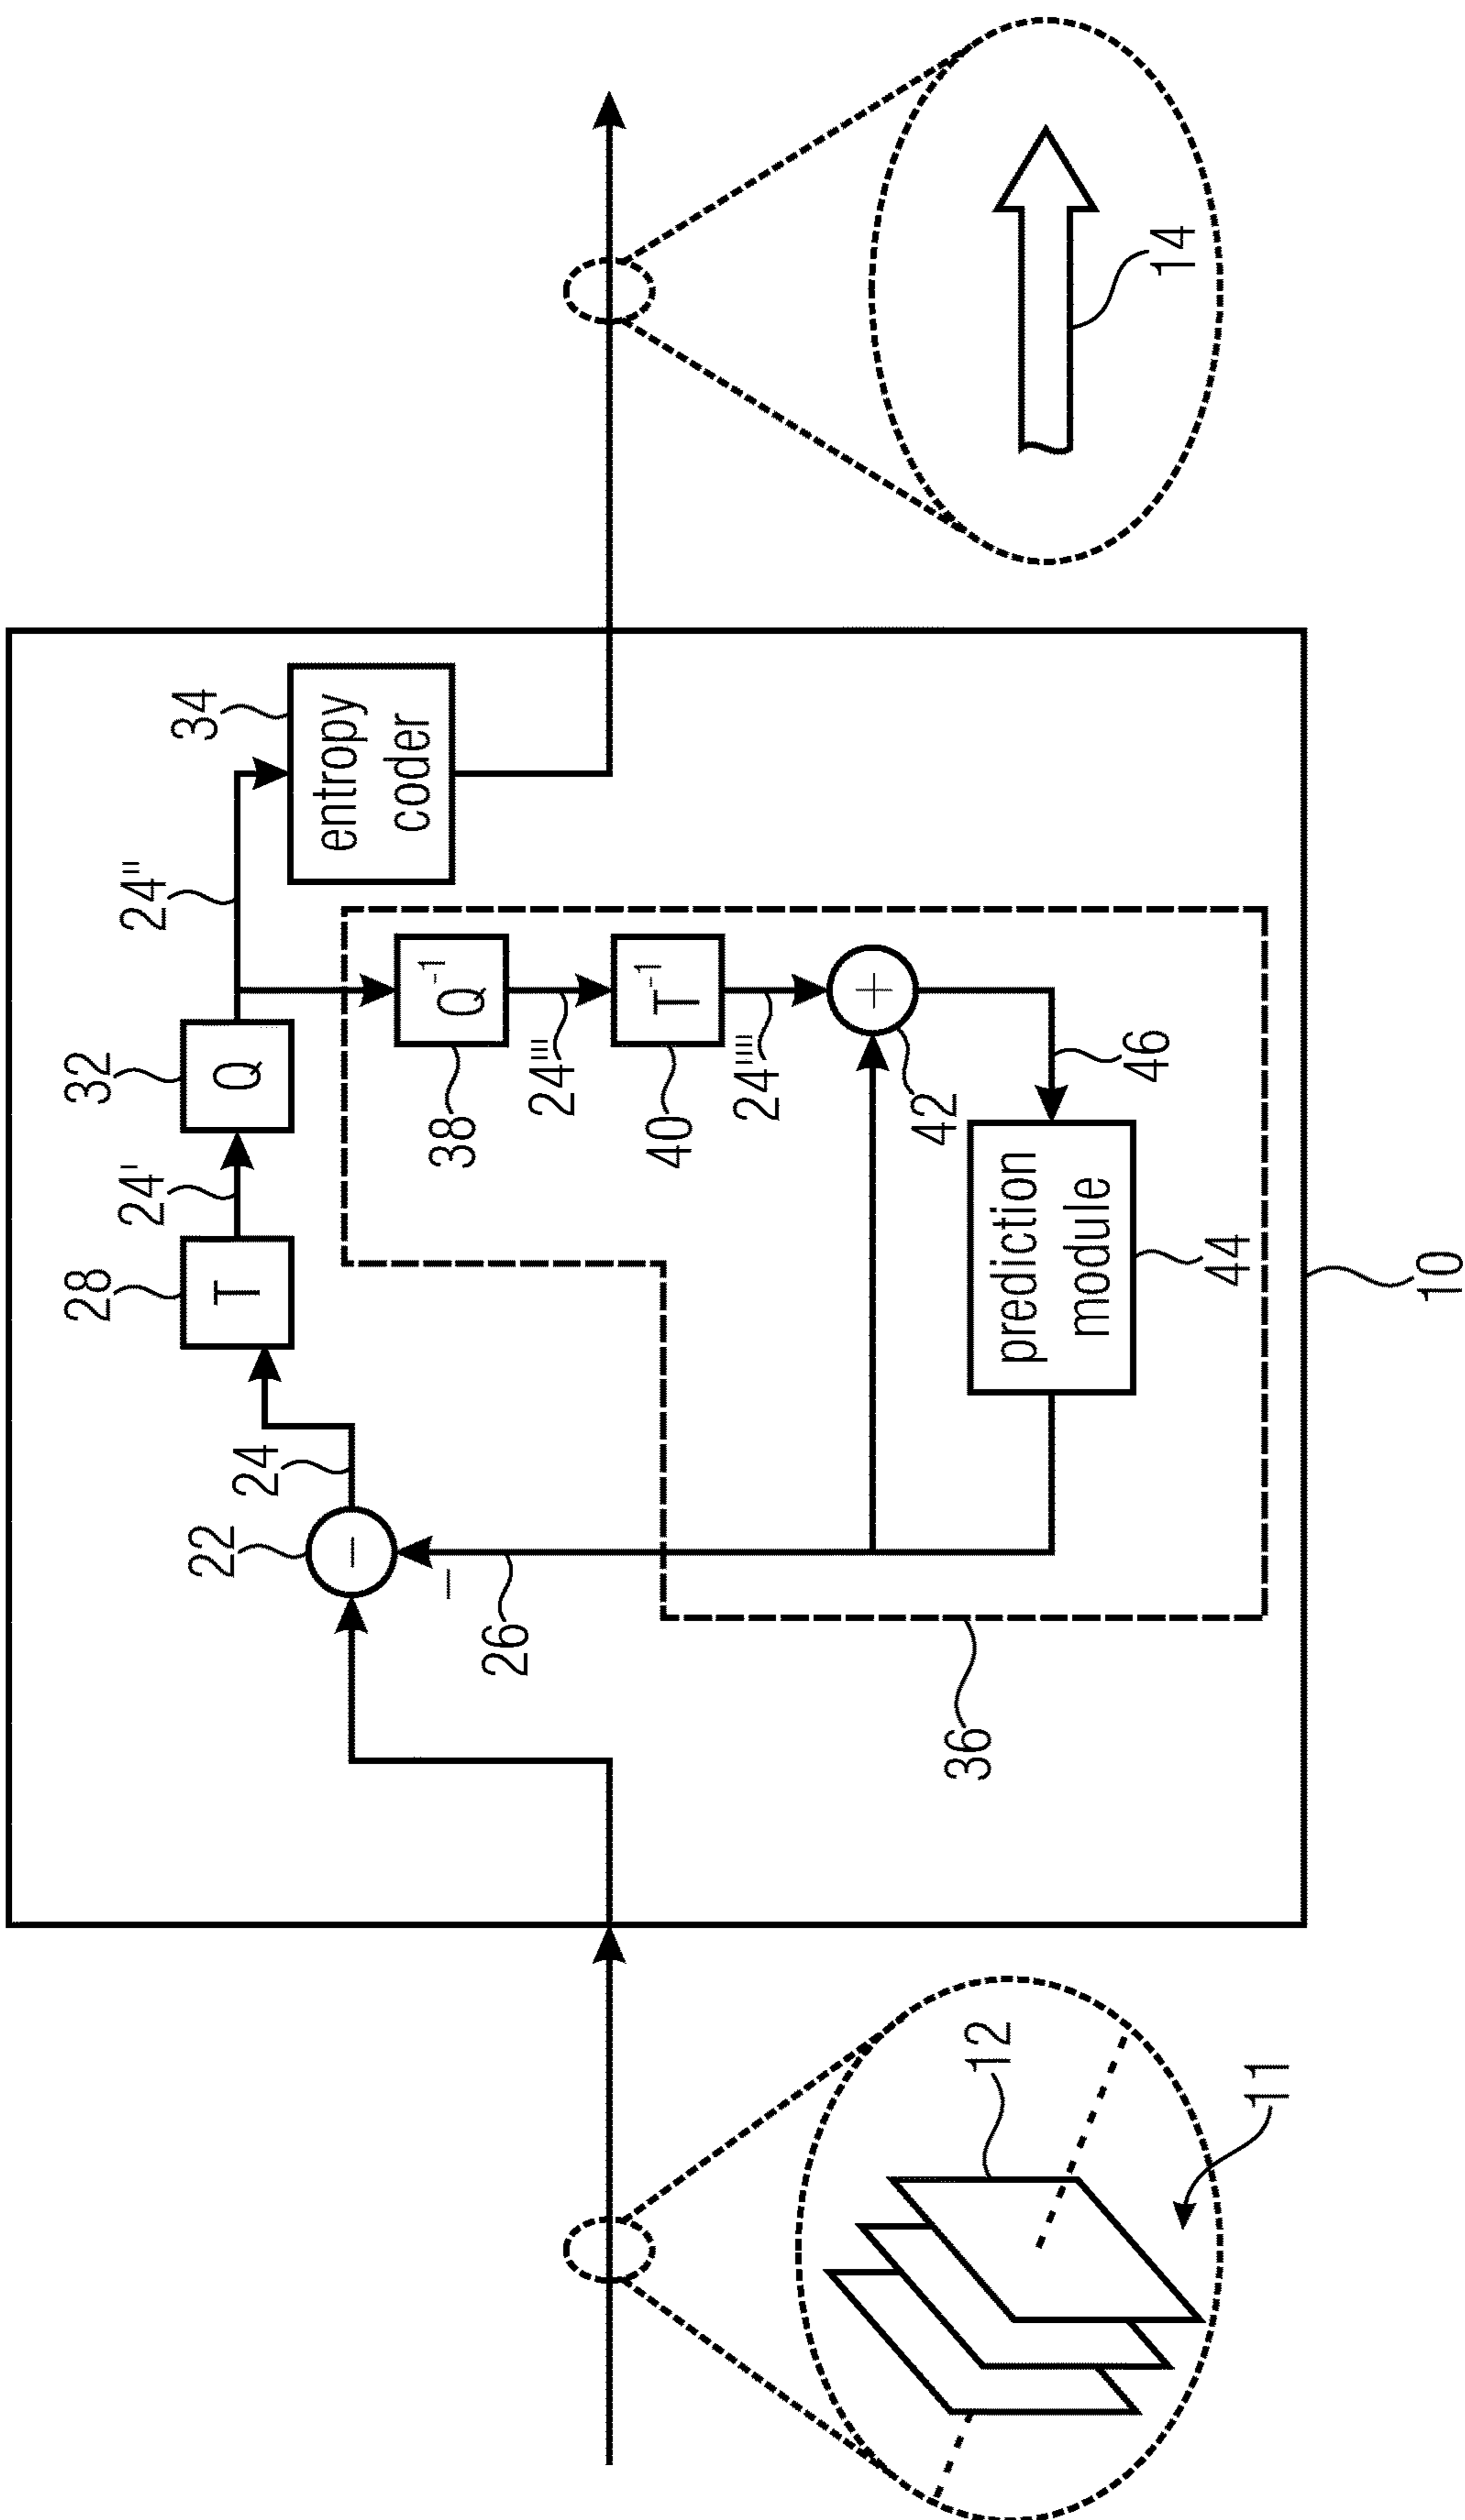 28
32
24'
24"
34
22
24
T
Q
entropy
coder
–
–
26
38
Q⁻¹
24'''
40
T⁻¹
24''''
+
42
36
12
prediction
module
46
14
44
11
10